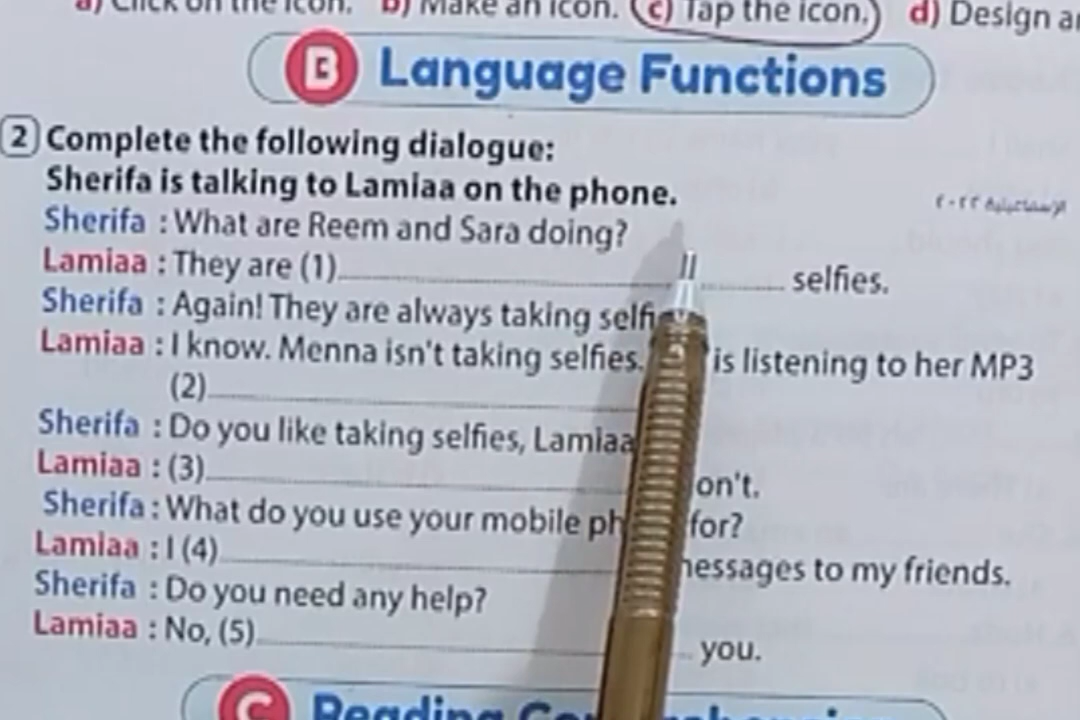 a) Click on the icon. b) Make an icon. c) Tap the icon. d) Design an
B Language Functions
2 Complete the following dialogue:
Sherifa is talking to Lamiaa on the phone.
Sherifa : What are Reem and Sara doing?
Lamiaa : They are (1)........ selfies.
Sherifa : Again! They are always taking selfi
Lamiaa : I know. Menna isn't taking selfies. is listening to her MP3
(2)........
Sherifa : Do you like taking selfies, Lamiaa
Lamiaa : (3)........ on't.
Sherifa : What do you use your mobile ph for?
Lamiaa : I (4)........ essages to my friends.
Sherifa : Do you need any help?
Lamiaa : No, (5)........ you.
C Reading Comprehension